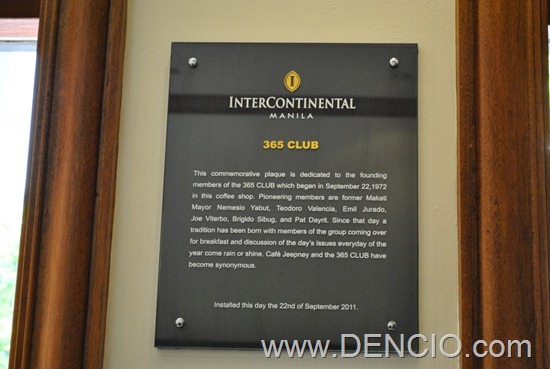 INTERCONTINENTAL
MANILA
365 CLUB
This commemorative plaque is dedicated to the founding
members of the 365 CLUB which began in September 22,1972
in this coffee shop. Pioneering members are former Makati
Mayor Nemesio Yabut, Teodoro Valencia, Emil Jurado,
Joe Viterbo, Brigido Sibug, and Pat Dayrit. Since that day a
tradition has been born with members of the group coming over
for breakfast and discussion of the day's issues everyday of the
year come rain or shine. Café Jeepney and the 365 CLUB have
become synonymous.
Installed this day the 22nd of September 2011.
www.DENCIO.com